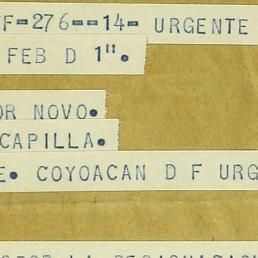 F-276--14- URGENTE
FEB D 1".
OR NOVO.
CAPILLA.
E. COYOACAN D F URG